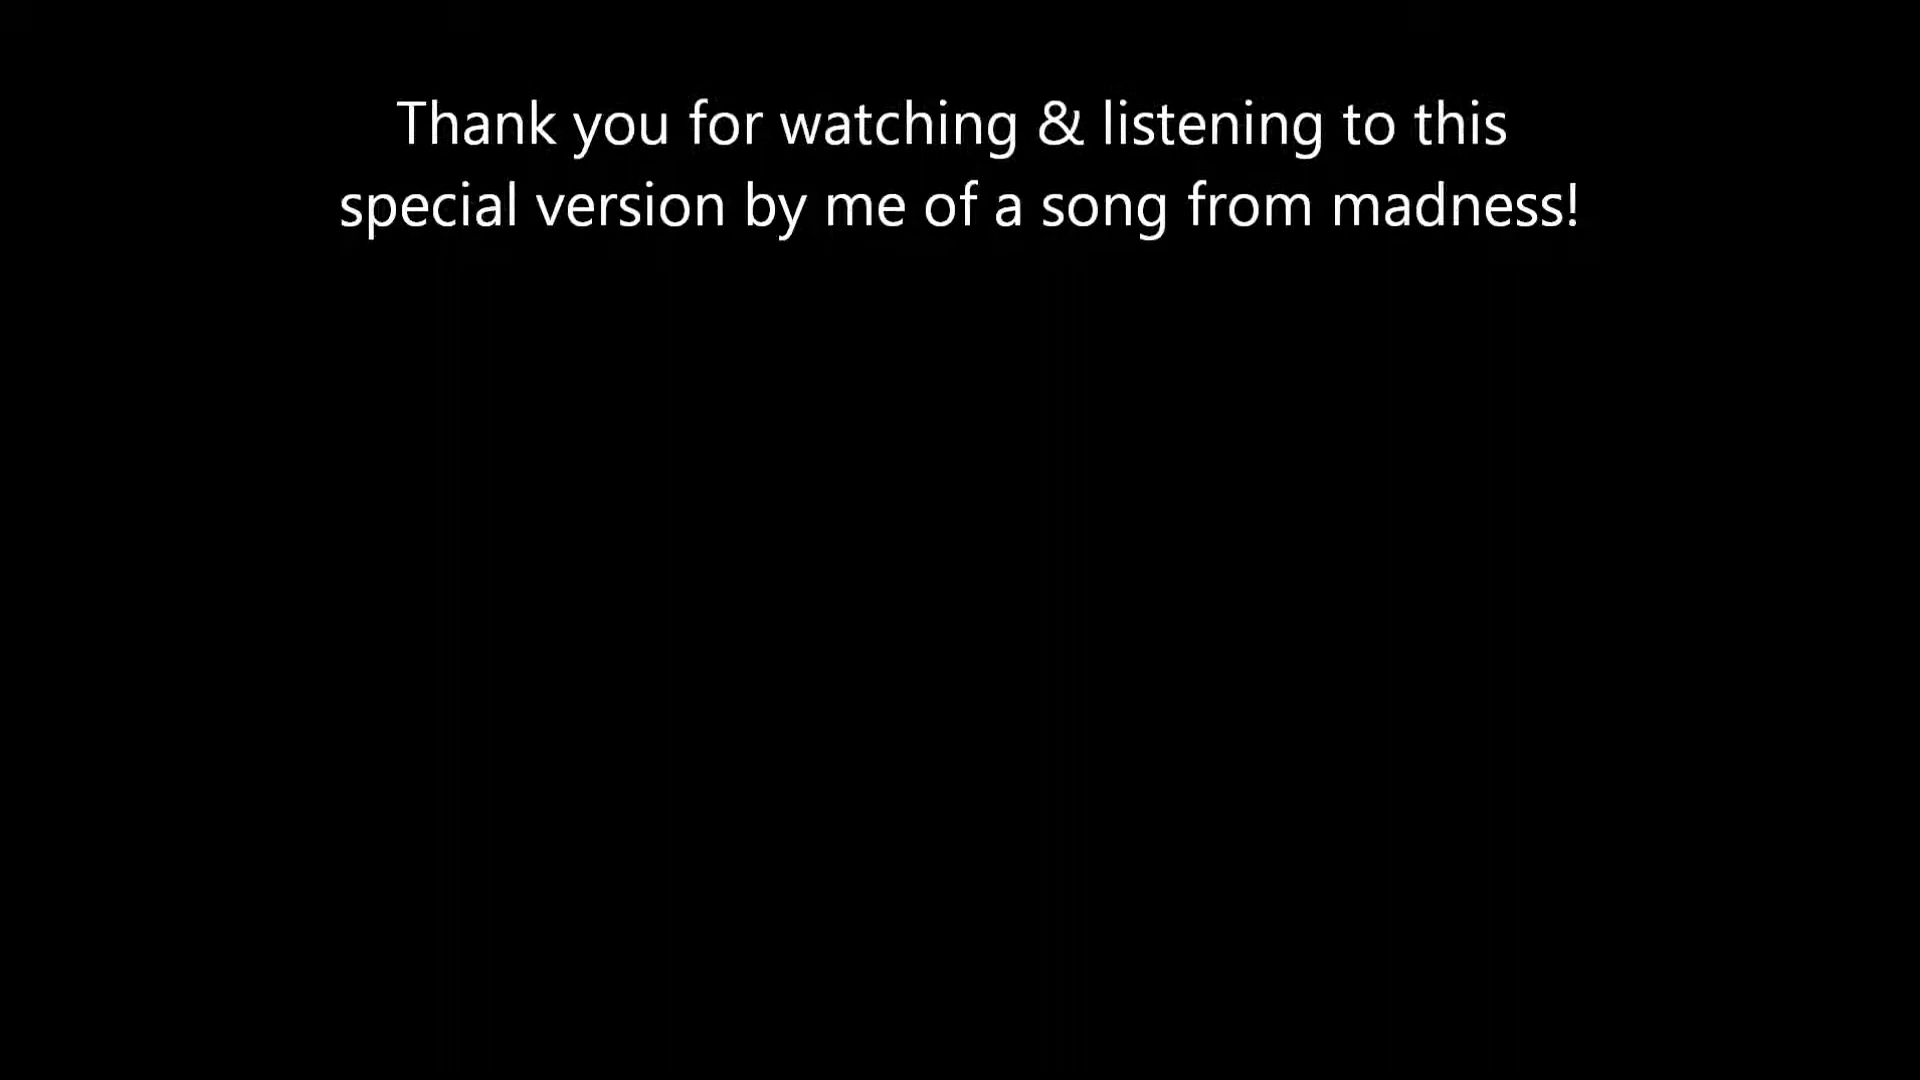 Thank you for watching & listening to this
special version by me of a song from madness!